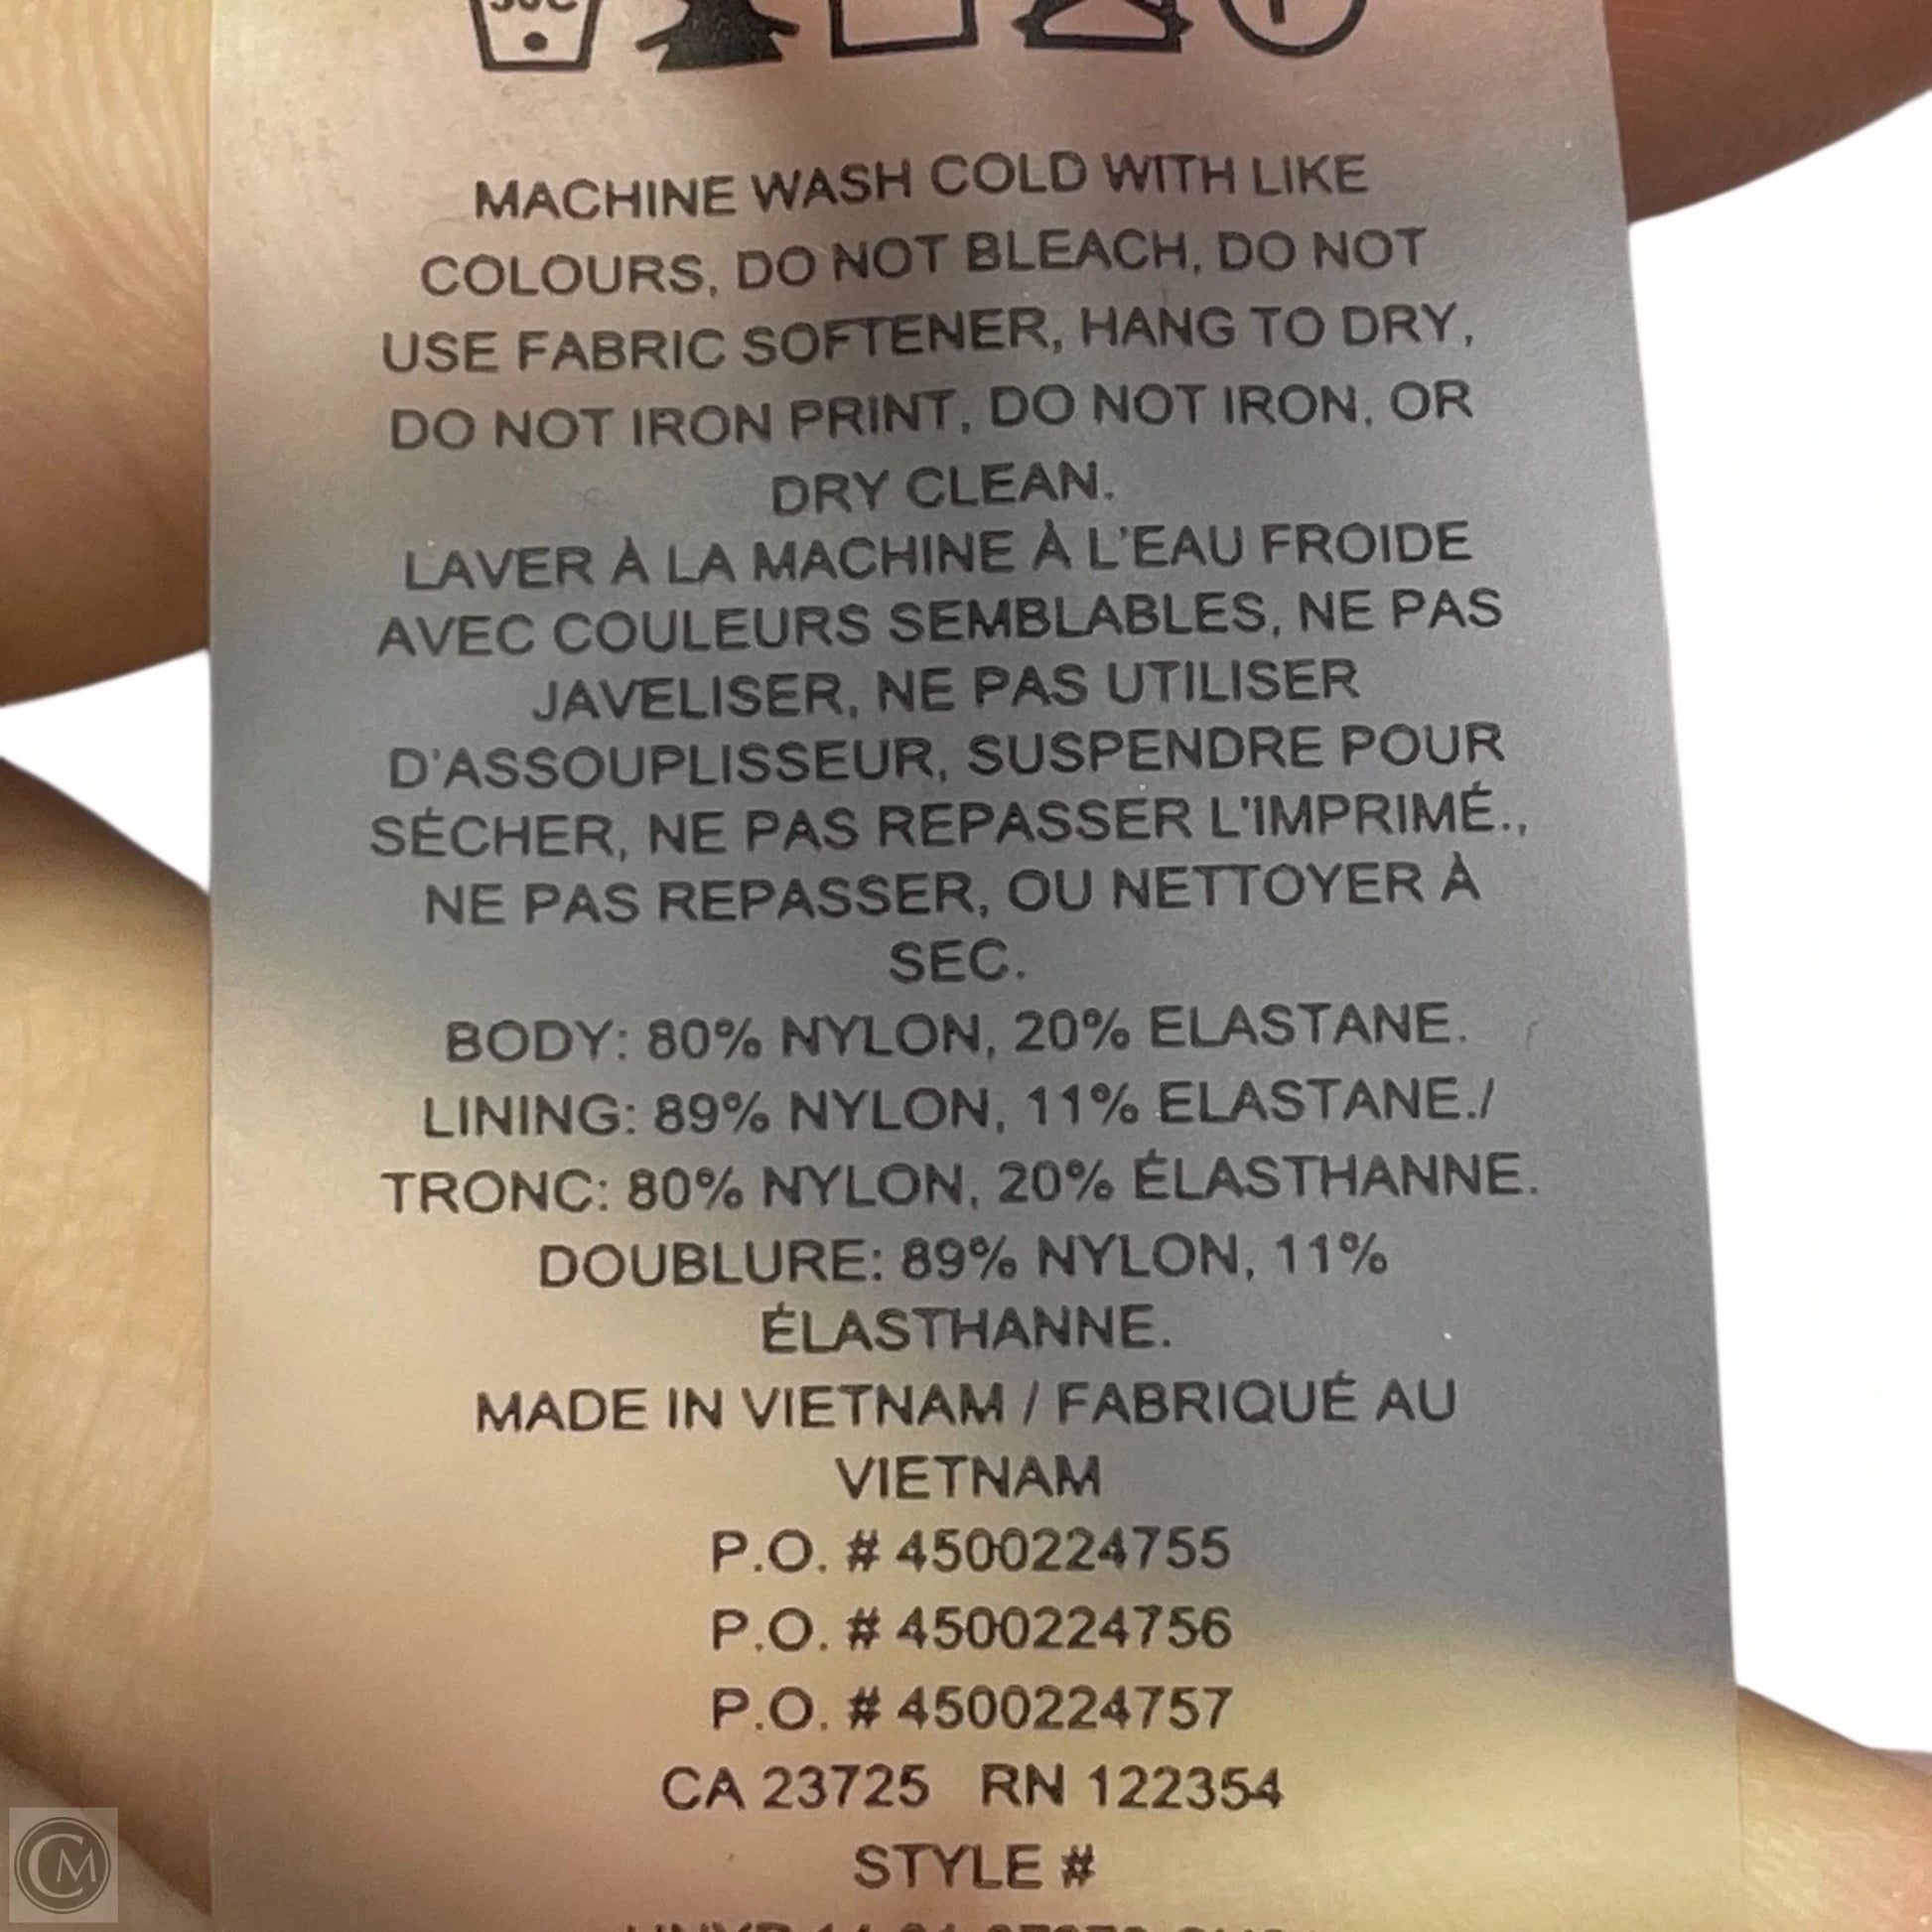 30C
MACHINE WASH COLD WITH LIKE
COLOURS, DO NOT BLEACH, DO NOT
USE FABRIC SOFTENER, HANG TO DRY,
DO NOT IRON PRINT, DO NOT IRON, OR
DRY CLEAN.
LAVER À LA MACHINE À L'EAU FROIDE
AVEC COULEURS SEMBLABLES, NE PAS
JAVELISER, NE PAS UTILISER
D'ASSOUPLISSEUR, SUSPENDRE POUR
SÉCHER, NE PAS REPASSER L'IMPRIMÉ.,
NE PAS REPASSER, OU NETTOYER À
SEC.
BODY: 80% NYLON, 20% ELASTANE.
LINING: 89% NYLON, 11% ELASTANE./
TRONC: 80% NYLON, 20% ÉLASTHANNE.
DOUBLURE: 89% NYLON, 11%
ÉLASTHANNE.
MADE IN VIETNAM / FABRIQUÉ AU
VIETNAM
P.O. # 4500224755
P.O. # 4500224756
P.O. # 4500224757
CA 23725 RN 122354
STYLE #
CM